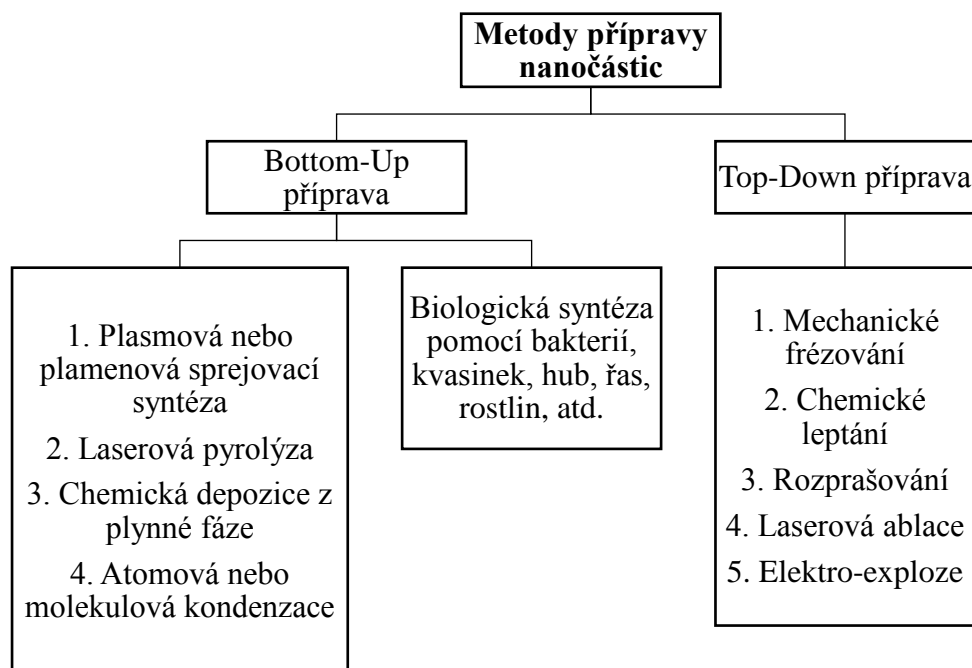 Metody přípravy
nanočástic
Bottom-Up
příprava
Top-Down příprava
1. Plasmová nebo
plamenová sprejovací
syntéza
2. Laserová pyrolýza
3. Chemická depozice z
plynné fáze
4. Atomová nebo
molekulová kondenzace
Biologická syntéza
pomocí bakterií,
kvasinek, hub, řas,
rostlin, atd.
1. Mechanické
frézování
2. Chemické
leptání
3. Rozprašování
4. Laserová ablace
5. Elektro-exploze